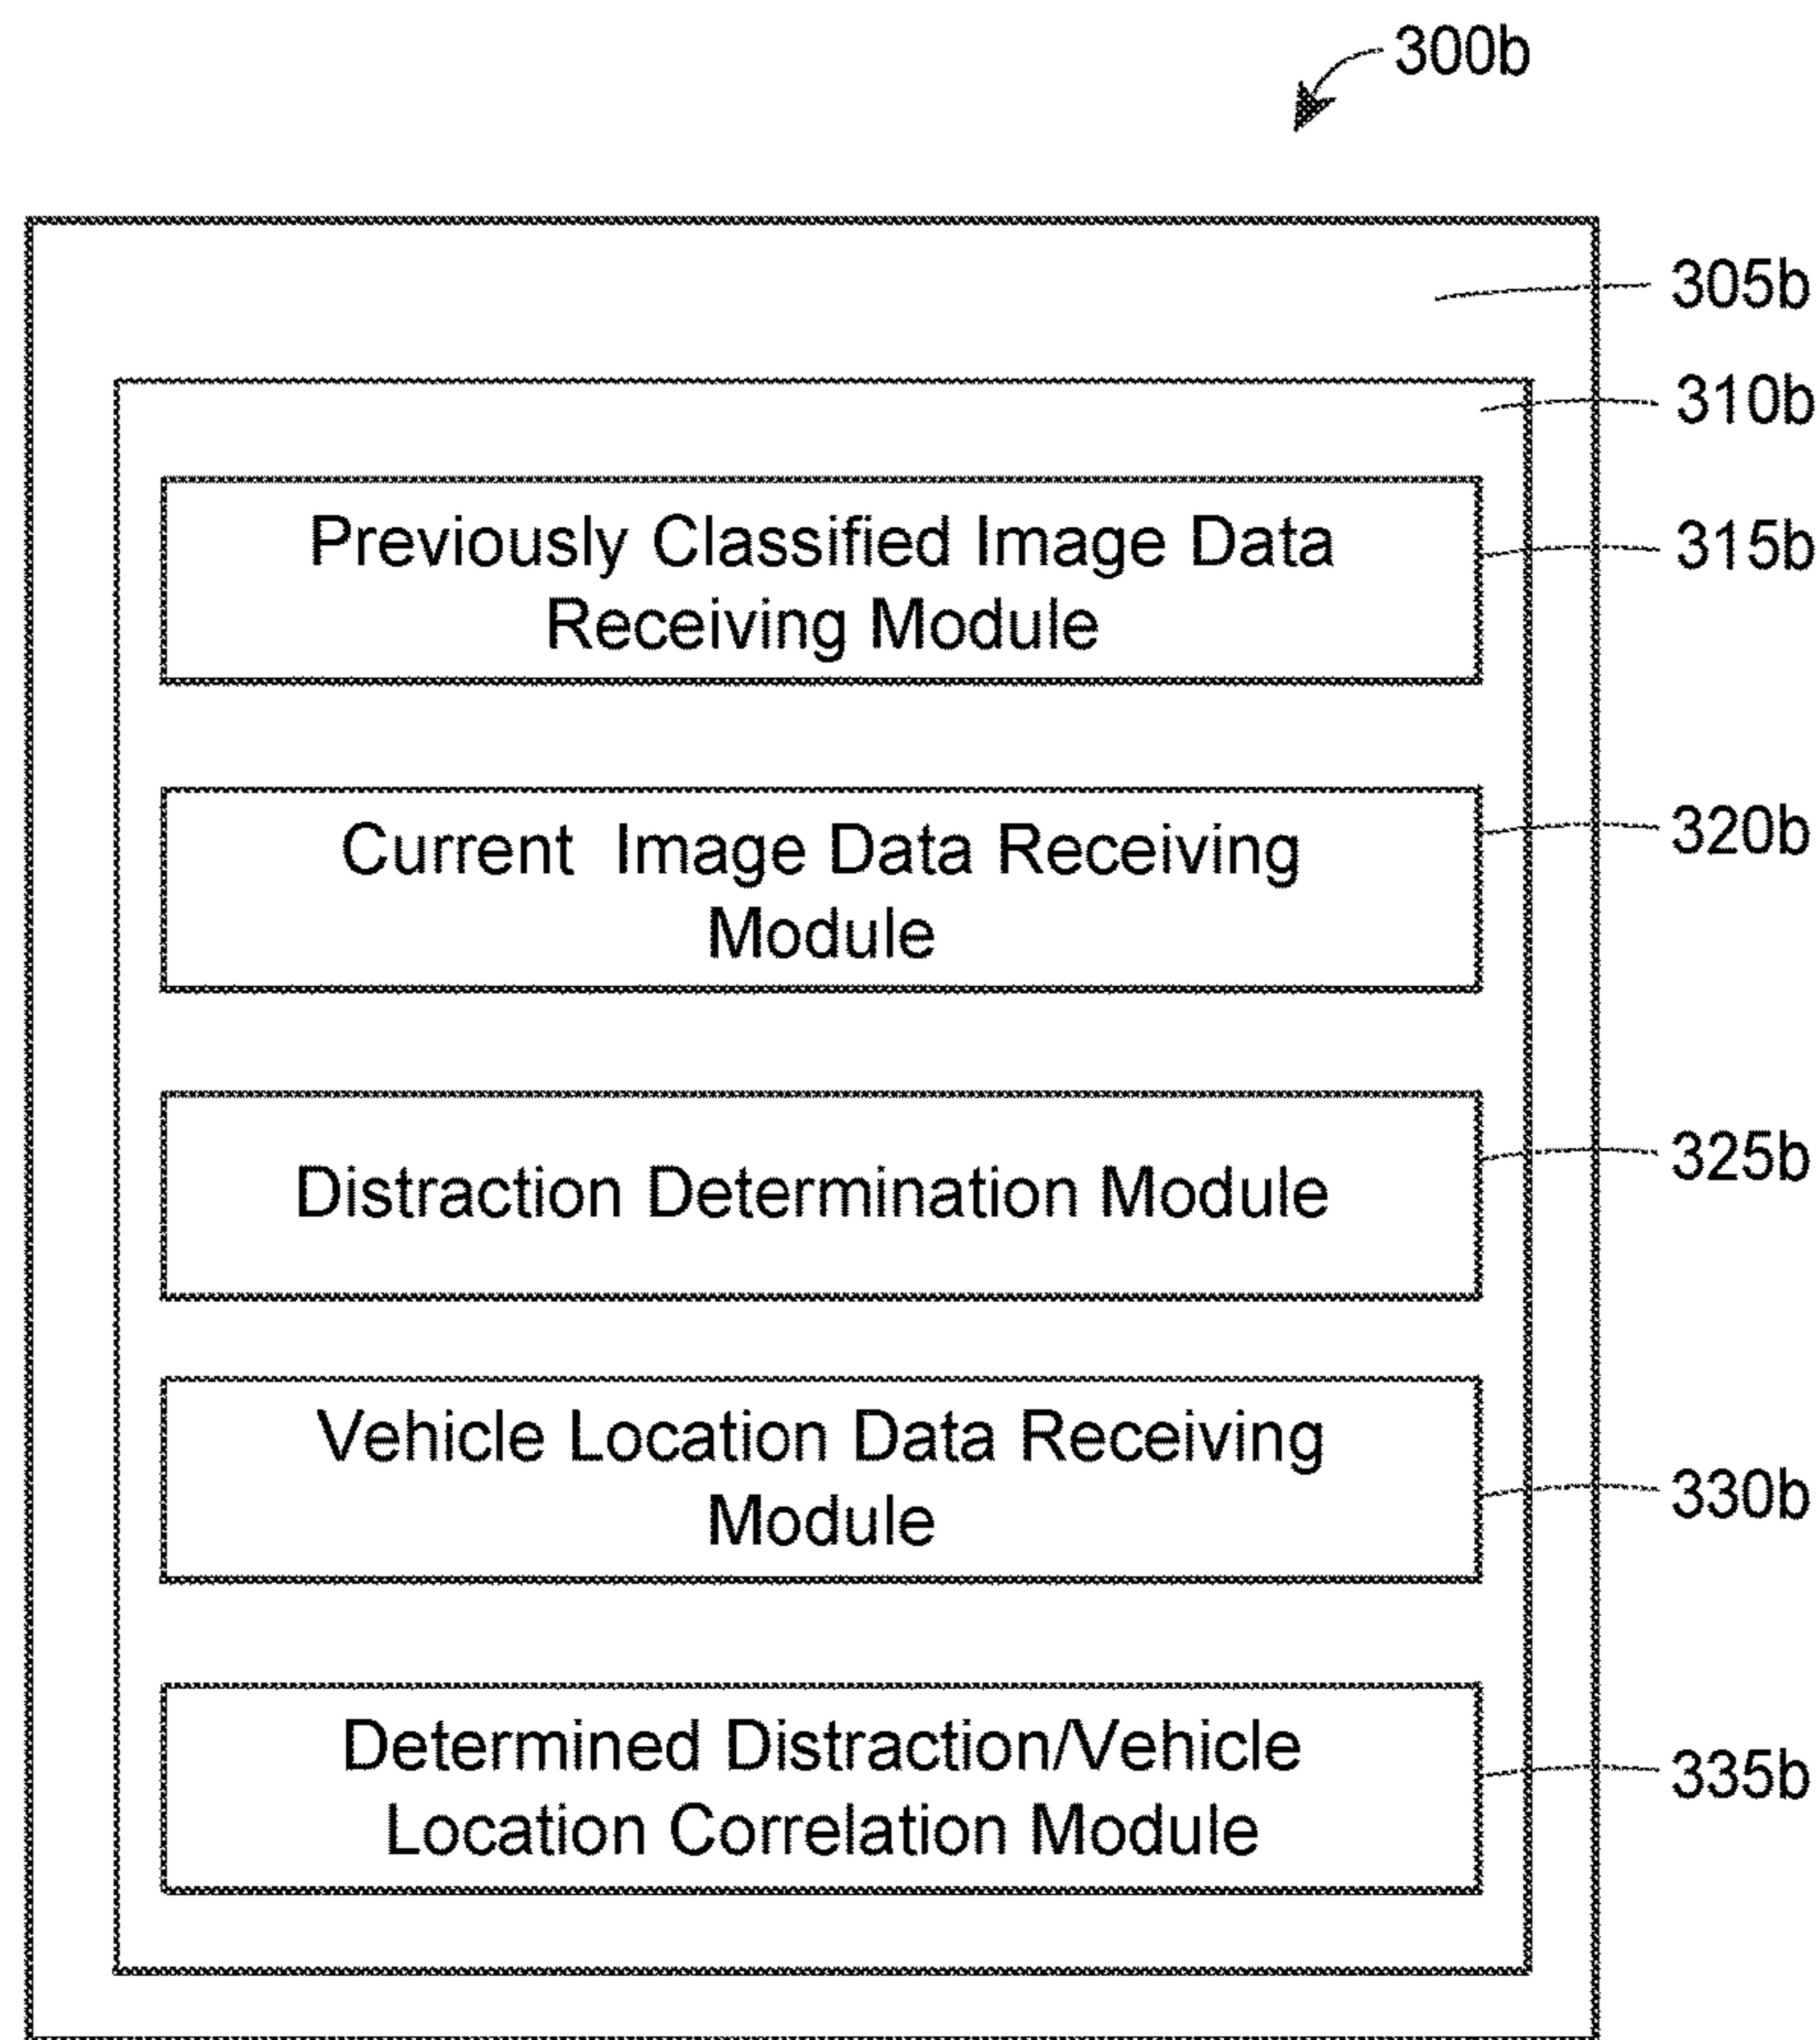 300b
305b
310b
Previously Classified Image Data
Receiving Module
315b
Current Image Data Receiving
Module
320b
Distraction Determination Module
325b
Vehicle Location Data Receiving
Module
330b
Determined Distraction/Vehicle
Location Correlation Module
335b